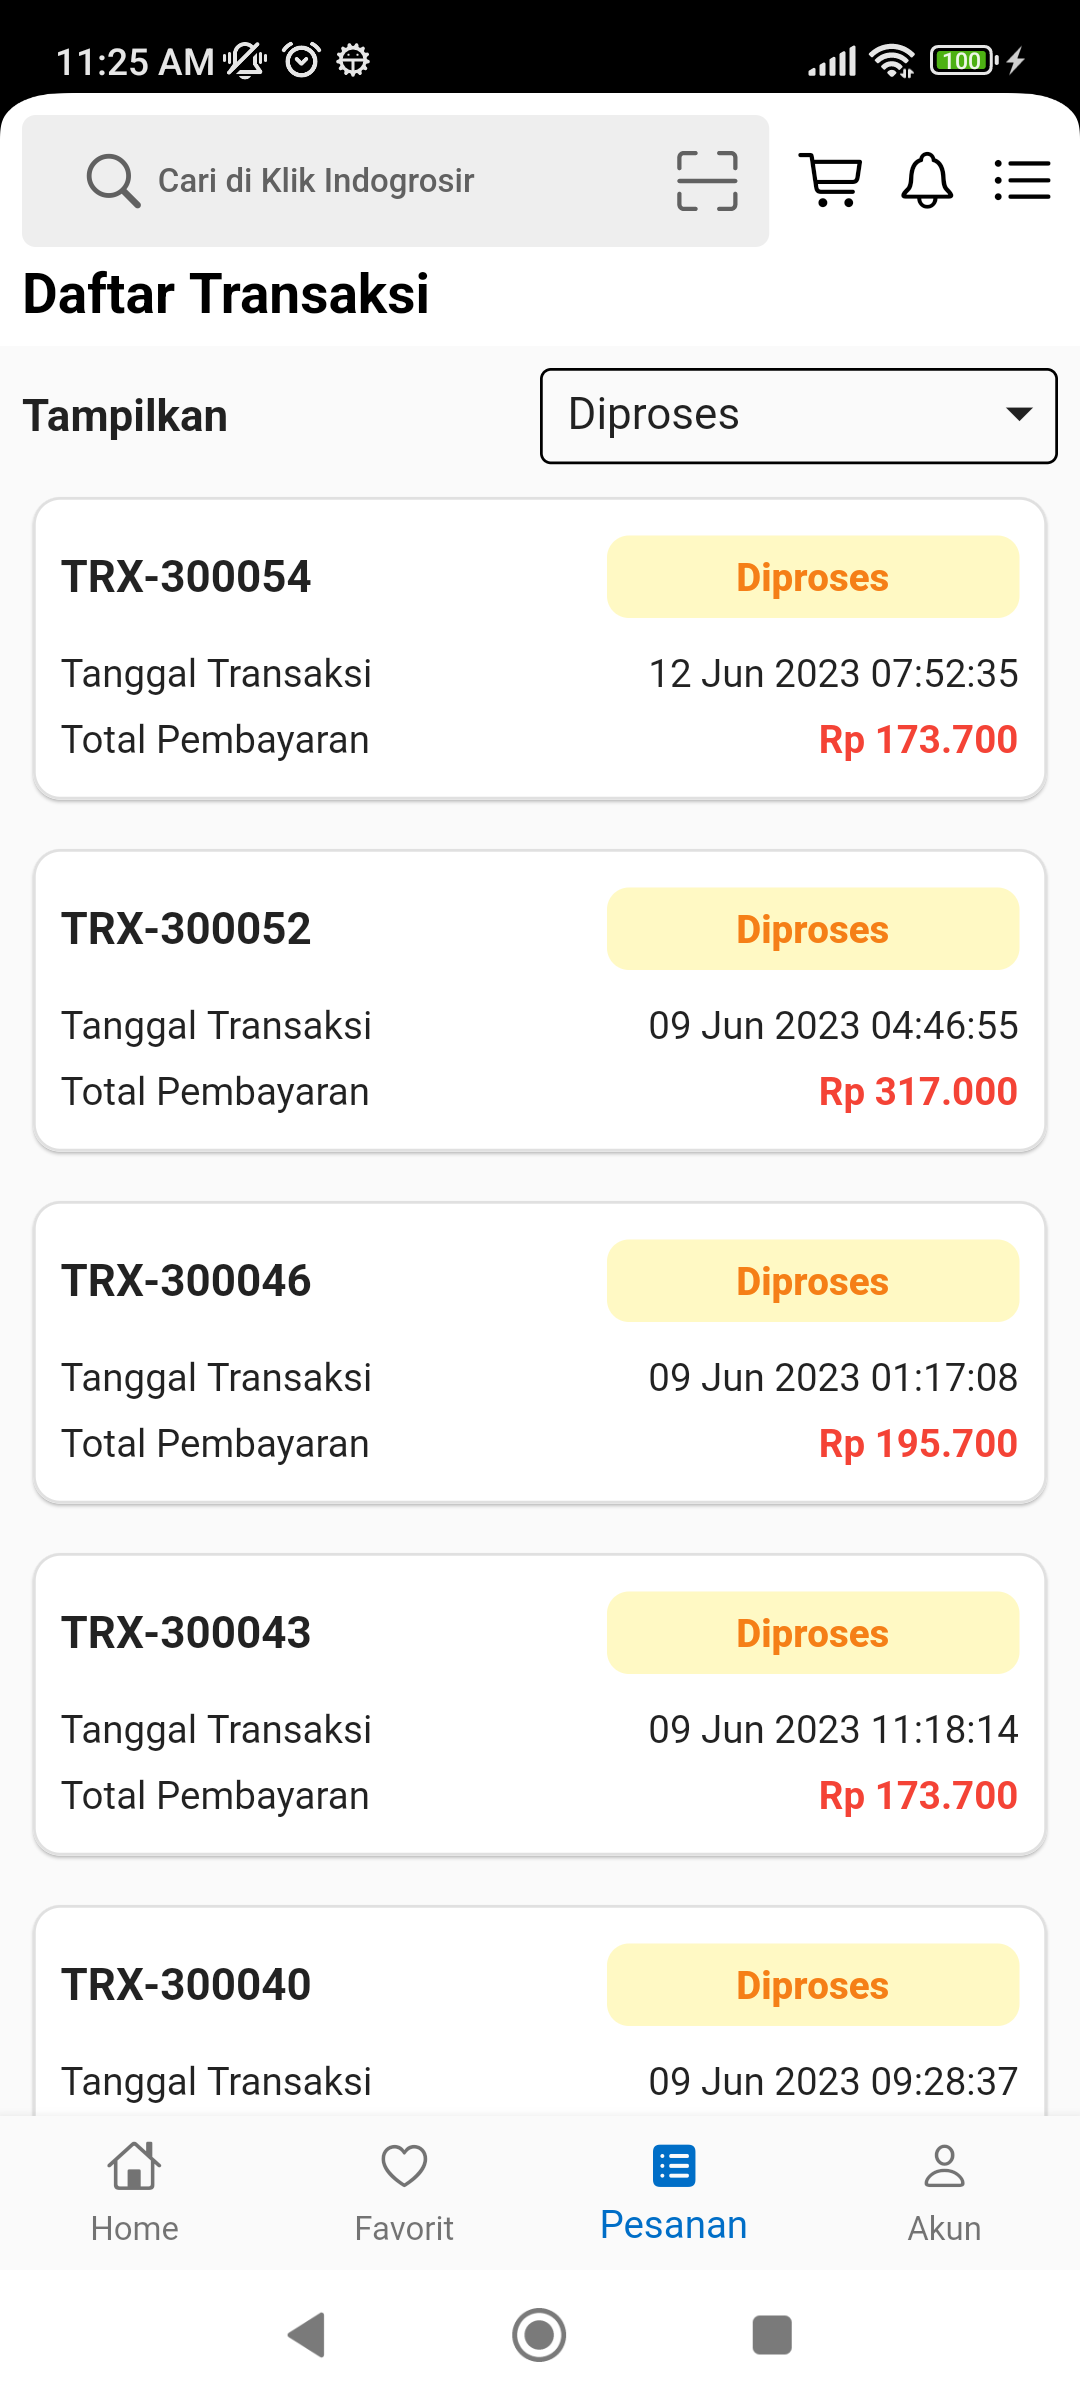 11:25 AM
100
Cari di Klik Indogrosir
Daftar Transaksi
Tampilkan
Diproses
TRX-300054
Diproses
Tanggal Transaksi
12 Jun 2023 07:52:35
Total Pembayaran
Rp 173.700
TRX-300052
Diproses
Tanggal Transaksi
09 Jun 2023 04:46:55
Total Pembayaran
Rp 317.000
TRX-300046
Diproses
Tanggal Transaksi
09 Jun 2023 01:17:08
Total Pembayaran
Rp 195.700
TRX-300043
Diproses
Tanggal Transaksi
09 Jun 2023 11:18:14
Total Pembayaran
Rp 173.700
TRX-300040
Diproses
Tanggal Transaksi
09 Jun 2023 09:28:37
Home
Favorit
Pesanan
Akun